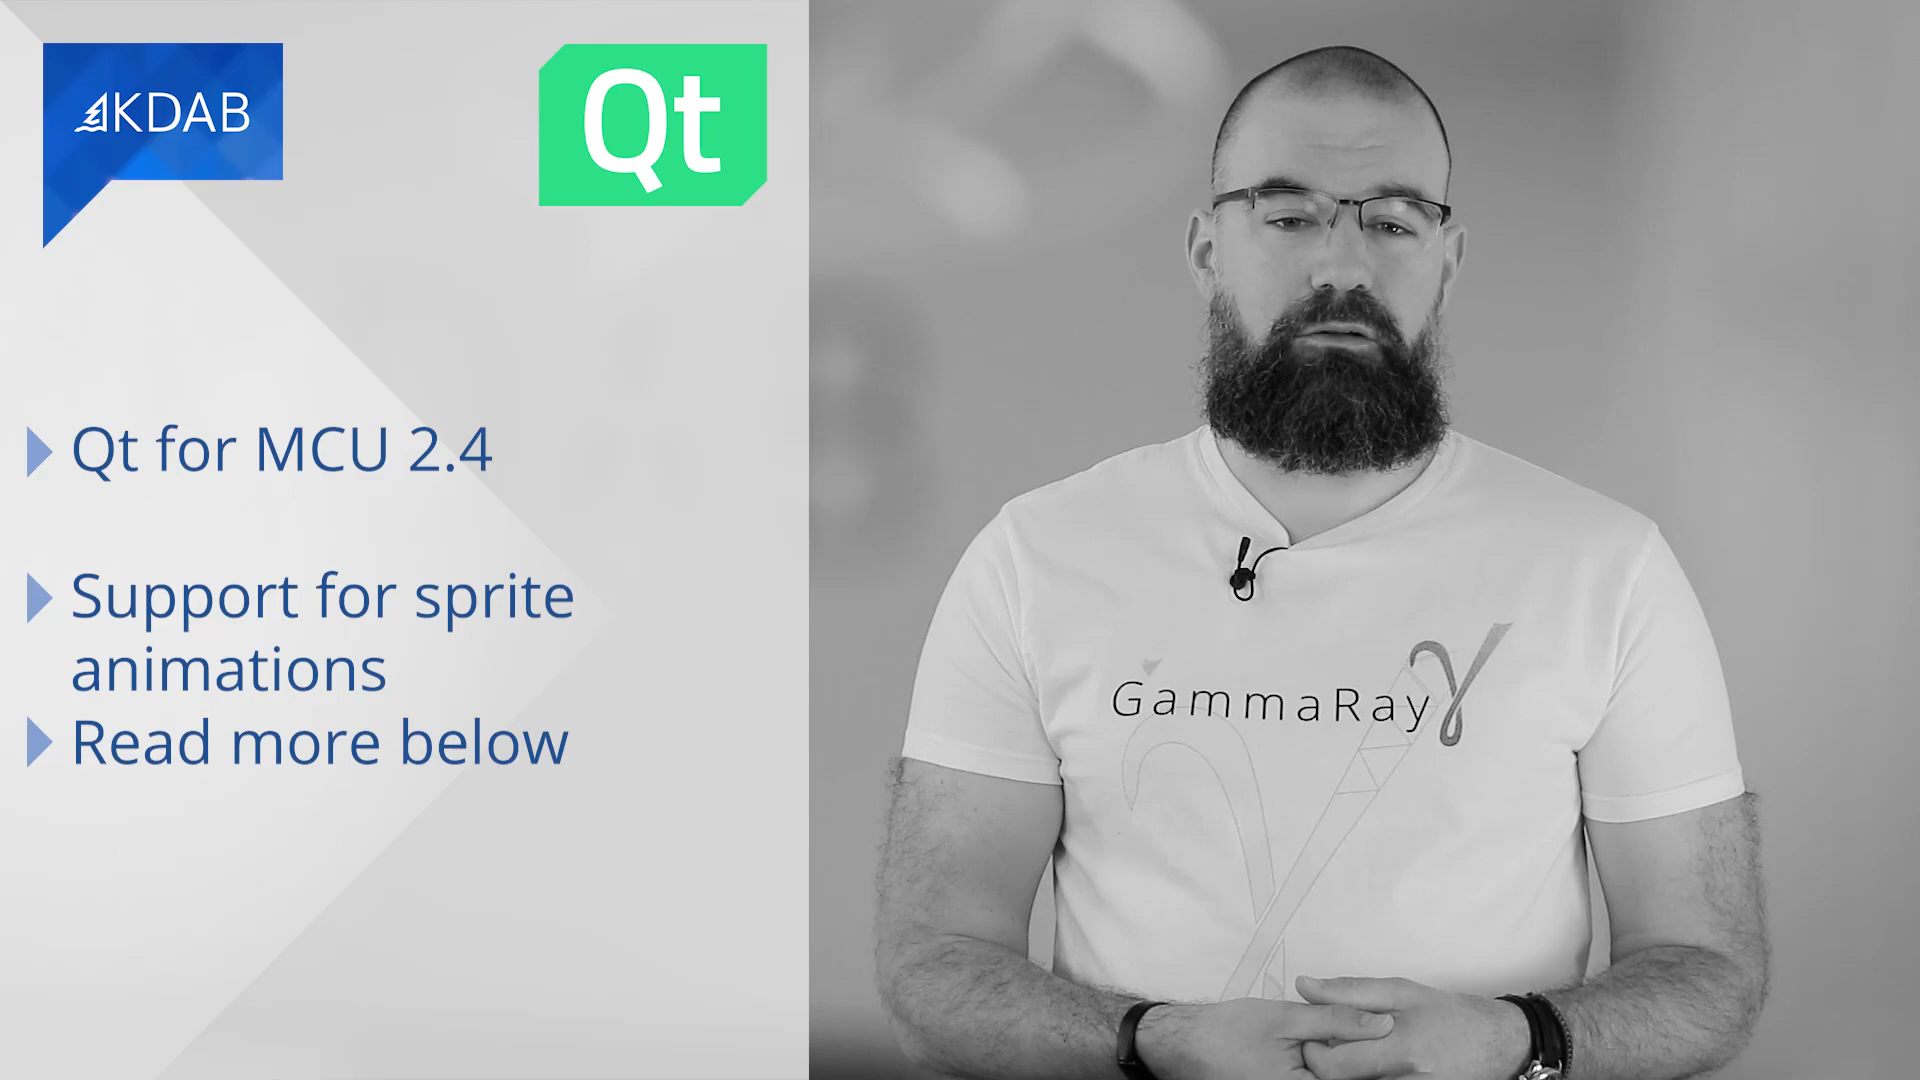 KDAB
Qt
Qt for MCU 2.4
Support for sprite
animations
Read more below
GammaRay γ